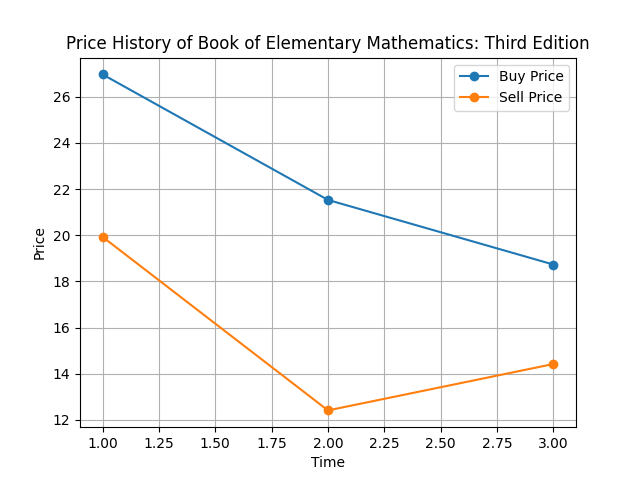 Price History of Book of Elementary Mathematics: Third Edition
Buy Price
Sell Price
26
24
22
20
18
16
14
12
Price
1.00 1.25 1.50 1.75 2.00 2.25 2.50 2.75 3.00
Time